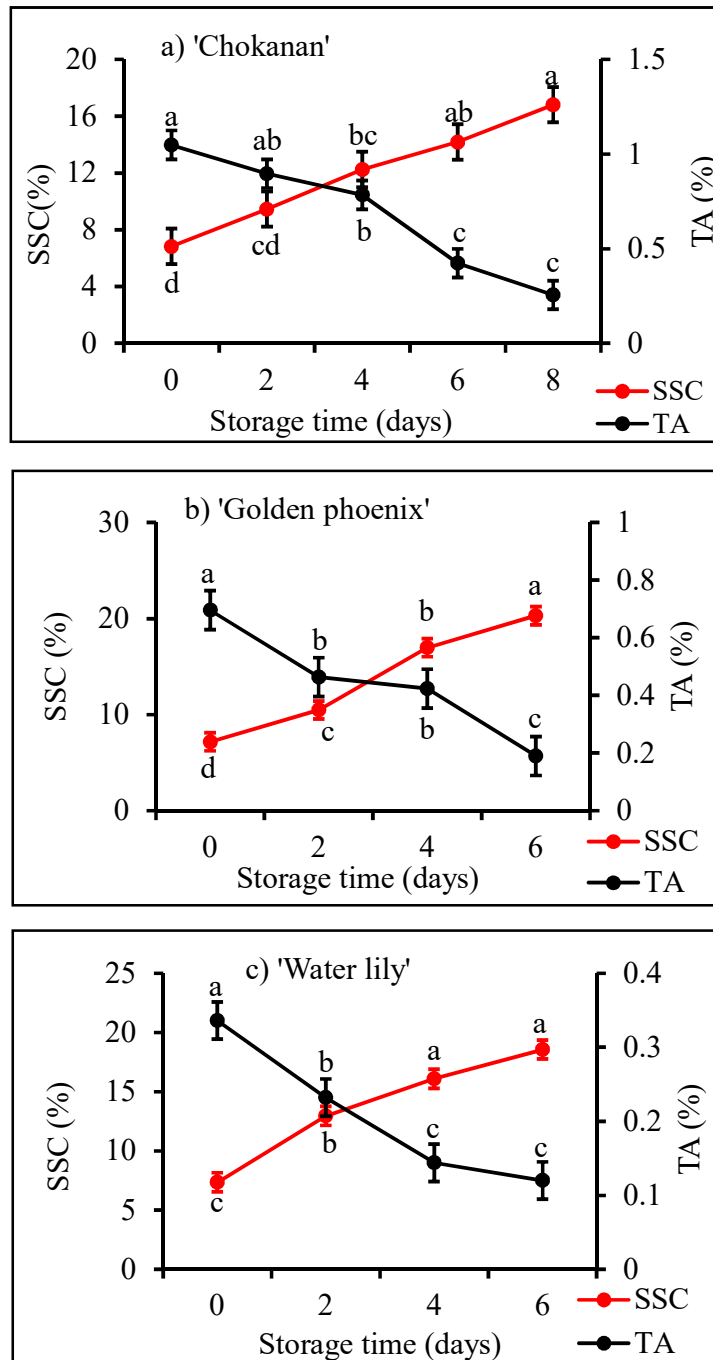 a) 'Chokanan'
20
16
12
8
4
0
SSC(%)
1.5
1
0.5
0
TA (%)
a
ab
bc
ab
a
d
cd
b
c
c
0 2 4 6 8
Storage time (days)
SSC
TA
b) 'Golden phoenix'
30
20
10
0
SSC (%)
1
0.8
0.6
0.4
0.2
0
TA (%)
a
b
b
a
d
c
b
c
0 2 4 6
Storage time (days)
SSC
TA
c) 'Water lily'
25
20
15
10
5
0
SSC (%)
0.4
0.3
0.2
0.1
0
TA (%)
a
b
a
a
c
b
c
c
0 2 4 6
Storage time (days)
SSC
TA